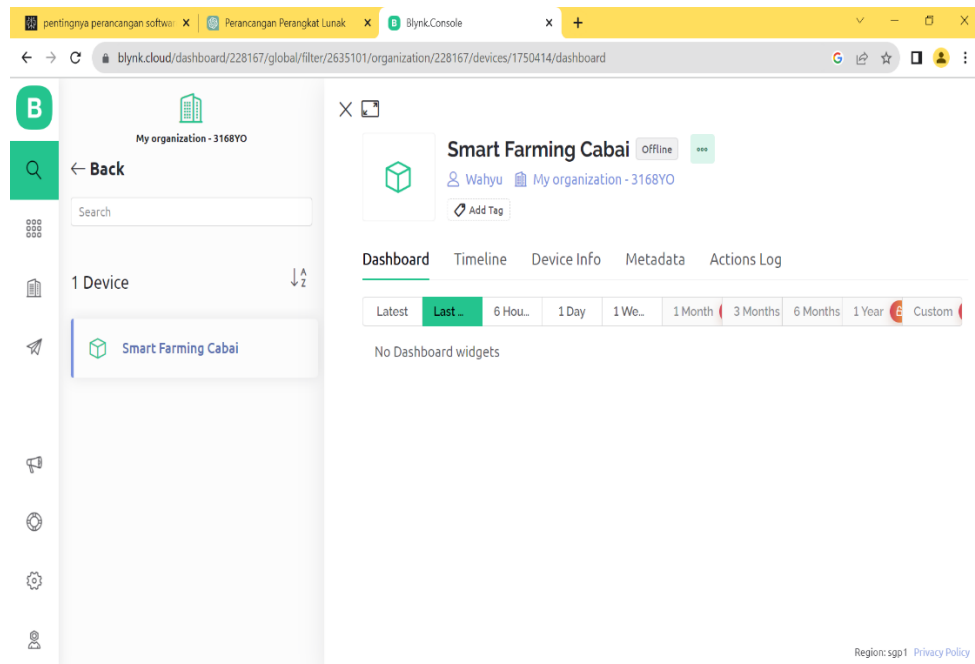 pentingnya perancangan softwar
Perancangan Perangkat Lunak
Blynk.Console
blynk.cloud/dashboard/228167/global/filter/2635101/organization/228167/devices/1750414/dashboard
B
My organization - 3168YO
← Back
Search
1 Device
Smart Farming Cabai
Smart Farming Cabai Offline
Wahyu My organization - 3168YO
Add Tag
Dashboard Timeline Device Info Metadata Actions Log
Latest Last ... 6 Hou... 1 Day 1 We... 1 Month 3 Months 6 Months 1 Year Custom
No Dashboard widgets
Region: sgp1 Privacy Policy